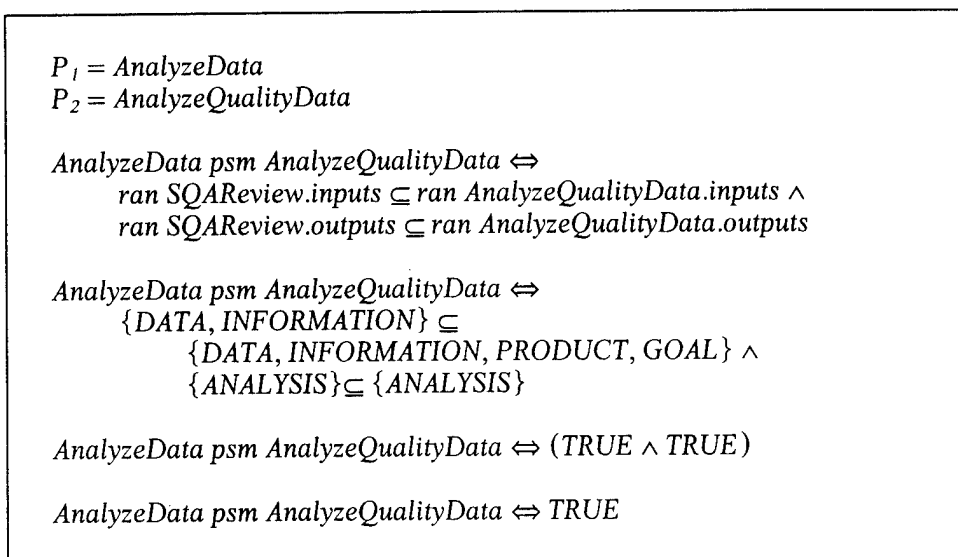 P₁ = AnalyzeData
P₂ = AnalyzeQualityData
AnalyzeData psm AnalyzeQualityData ⇔
ran SQAReview.inputs ⊆ ran AnalyzeQualityData.inputs ∧
ran SQAReview.outputs ⊆ ran AnalyzeQualityData.outputs
AnalyzeData psm AnalyzeQualityData ⇔
{DATA, INFORMATION} ⊆
{DATA, INFORMATION, PRODUCT, GOAL} ∧
{ANALYSIS}⊆ {ANALYSIS}
AnalyzeData psm AnalyzeQualityData ⇔ (TRUE ∧ TRUE)
AnalyzeData psm AnalyzeQualityData ⇔ TRUE